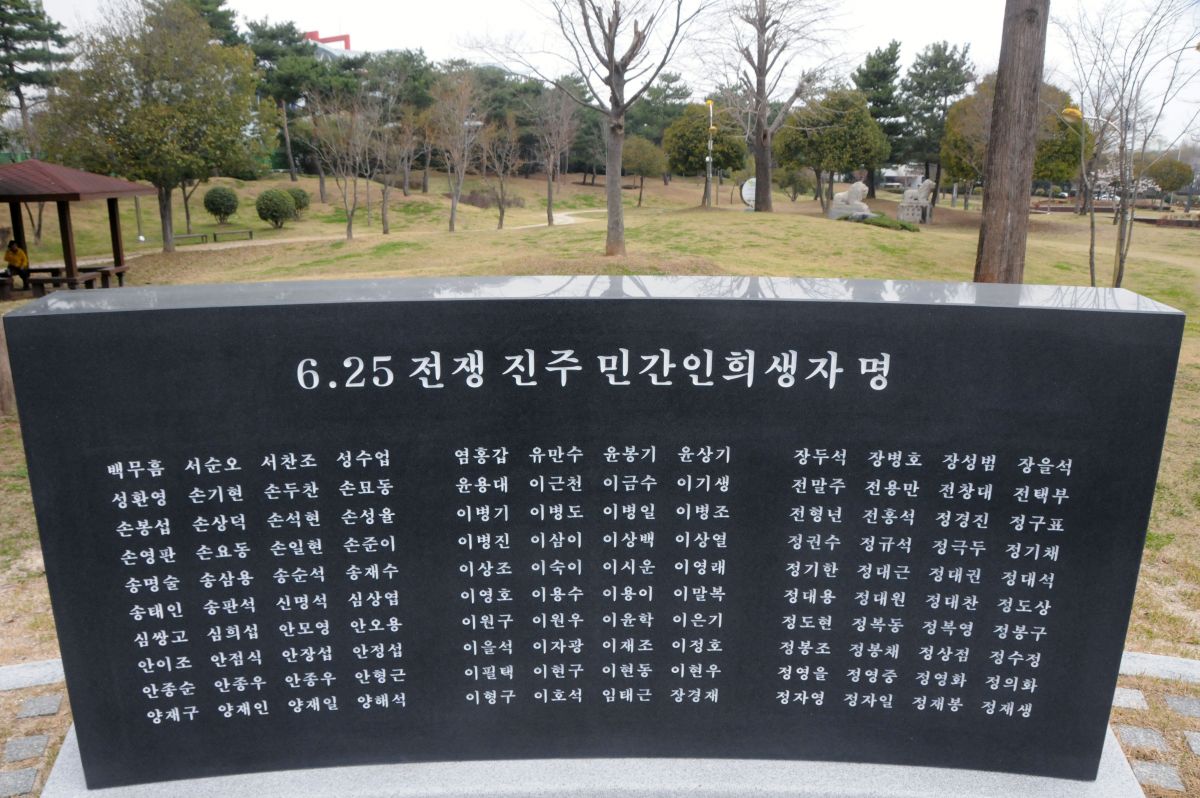 6.25 전쟁 진주 민간인희생자 명
백무흠 서순오 서찬조 성수업
성환영 손기현 손두찬 손묘동
손봉섭 손상덕 손석현 손성율
손영판 손요동 손일현 손준이
송명술 송삼용 송순석 송재수
송태인 송판석 신명석 심상엽
심쌍고 심희섭 안모영 안오용
안이조 안점식 안장섭 안정섭
안종순 안종우 안종우 안형근
양재구 양재인 양재일 양해석
염홍갑 유만수 윤봉기 윤상기
윤용대 이근천 이금수 이기생
이병기 이병도 이병일 이병조
이병진 이삼이 이상백 이상열
이상조 이숙이 이시운 이영래
이영호 이용수 이용이 이말복
이원구 이원우 이윤학 이은기
이을석 이자광 이재조 이정호
이필택 이현구 이현동 이현우
이형구 이호석 임태근 장경재
장두석 장병호 장성범 장을석
전말주 전용만 전창대 전택부
전형년 전홍석 정경진 정구표
정권수 정규석 정극두 정기채
정기한 정대근 정대권 정대석
정대용 정대원 정대찬 정도상
정도현 정복동 정복영 정봉구
정봉조 정봉채 정상점 정수정
정영을 정영중 정영화 정의화
정자영 정자일 정재봉 정재생